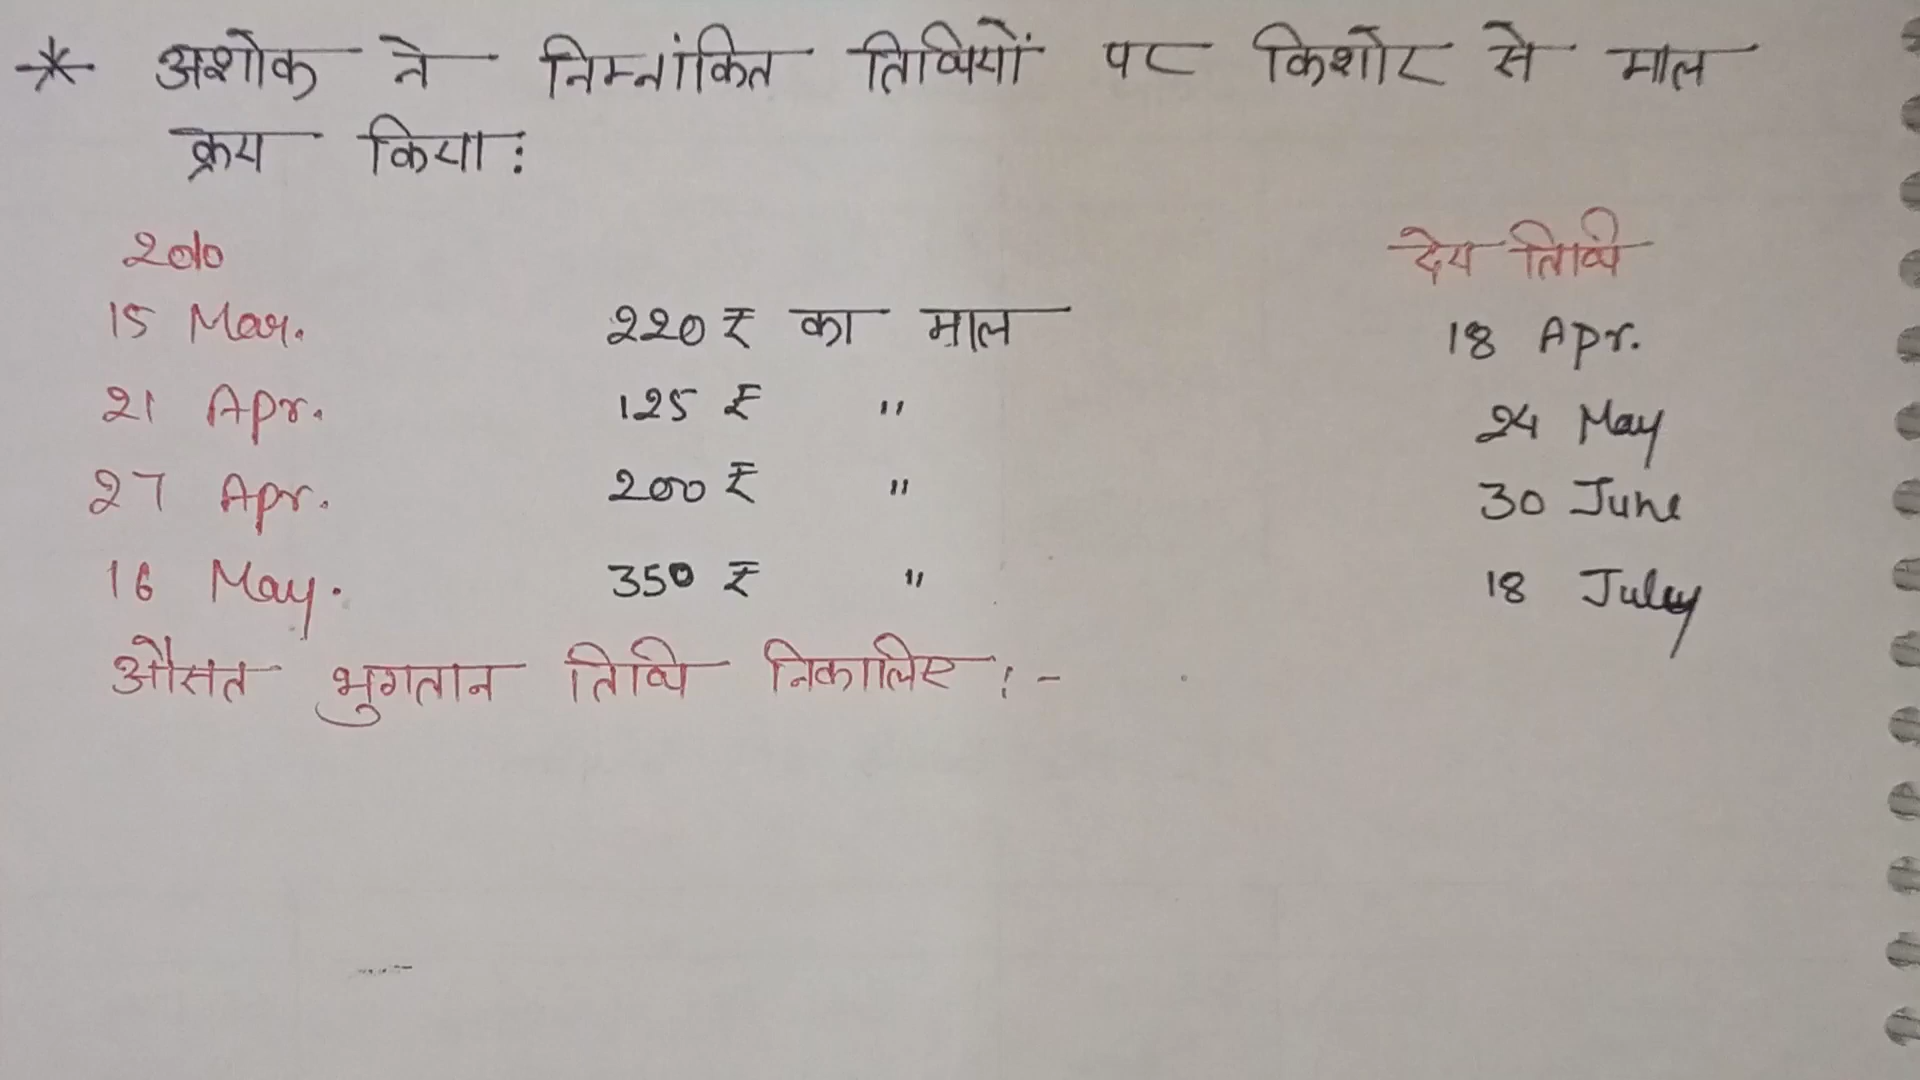 * अशोक ने निम्नांकित तिथियों पर किशोर से माल
क्रय किया:
2010 देय तिथि
15 Mar. 220 ₹ का माल 18 Apr.
21 Apr. 125 ₹ " 24 May
27 Apr. 200 ₹ " 30 June
16 May. 350 ₹ " 18 Juley
औसत भुगतान तिथि निकालिए :-